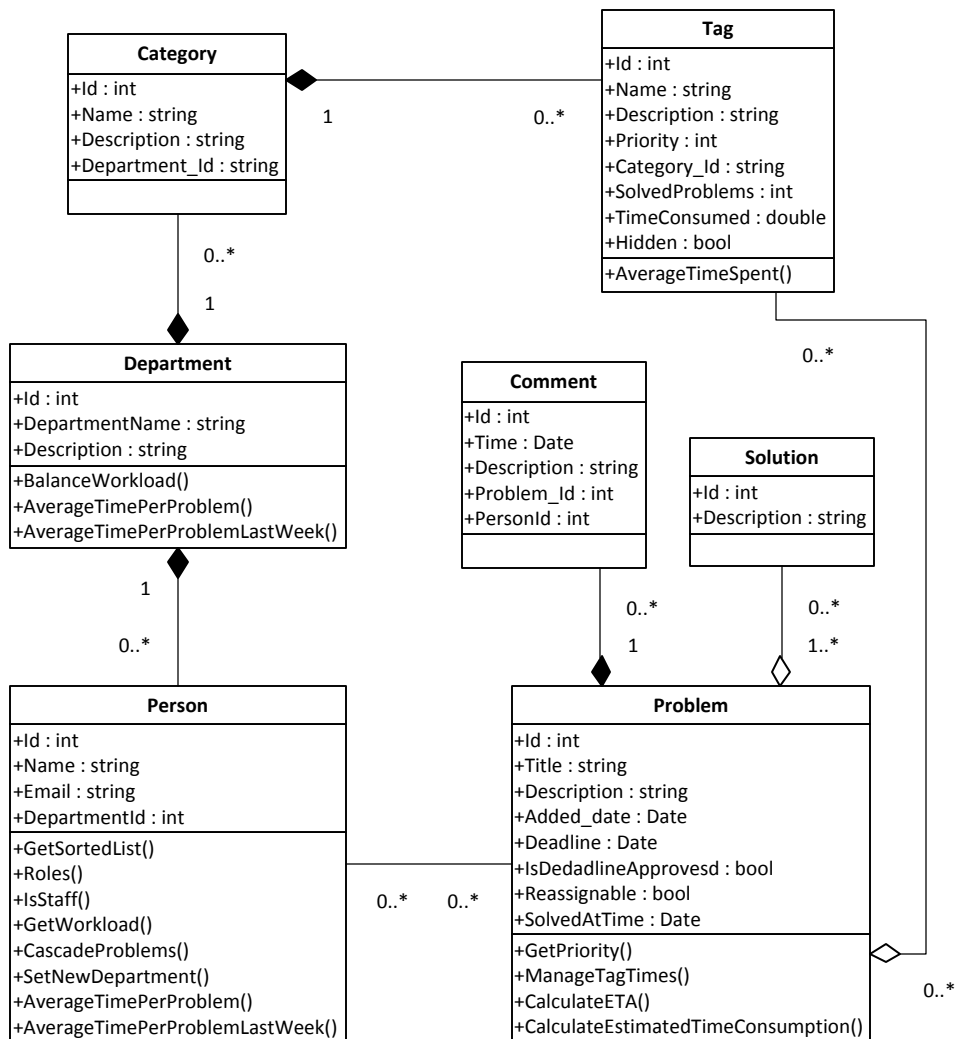 Category
+Id : int
+Name : string
+Description : string
+Department_Id : string
1
0..*
Tag
+Id : int
+Name : string
+Description : string
+Priority : int
+Category_Id : string
+SolvedProblems : int
+TimeConsumed : double
+Hidden : bool
+AverageTimeSpent()
0..*
1
0..*
Department
+Id : int
+DepartmentName : string
+Description : string
+BalanceWorkload()
+AverageTimePerProblem()
+AverageTimePerProblemLastWeek()
Comment
+Id : int
+Time : Date
+Description : string
+Problem_Id : int
+PersonId : int
Solution
+Id : int
+Description : string
1
0..*
0..*
1
0..*
1..*
Person
+Id : int
+Name : string
+Email : string
+DepartmentId : int
+GetSortedList()
+Roles()
+IsStaff()
+GetWorkload()
+CascadeProblems()
+SetNewDepartment()
+AverageTimePerProblem()
+AverageTimePerProblemLastWeek()
0..*
0..*
Problem
+Id : int
+Title : string
+Description : string
+Added_date : Date
+Deadline : Date
+IsDedadlineApprovesd : bool
+Reassignable : bool
+SolvedAtTime : Date
+GetPriority()
+ManageTagTimes()
+CalculateETA()
+CalculateEstimatedTimeConsumption()
0..*